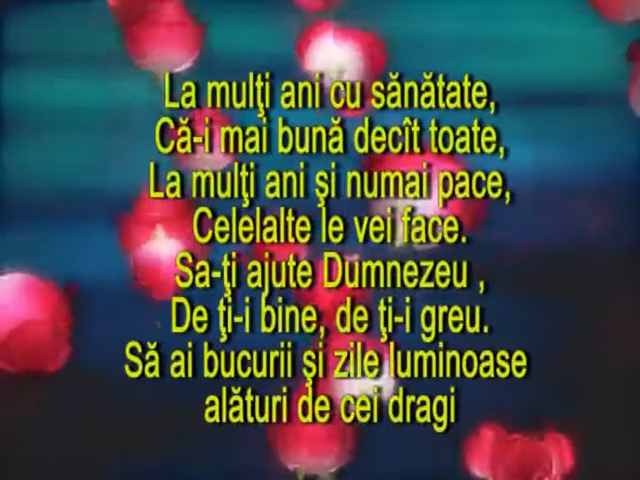 La mulţi ani cu sănătate,
Că-i mai bună decît toate,
La mulţi ani şi numai pace,
Celelalte le vei face.
Sa-ţi ajute Dumnezeu ,
De ţi-i bine, de ţi-i greu.
Să ai bucurii şi zile luminoase
alături de cei dragi